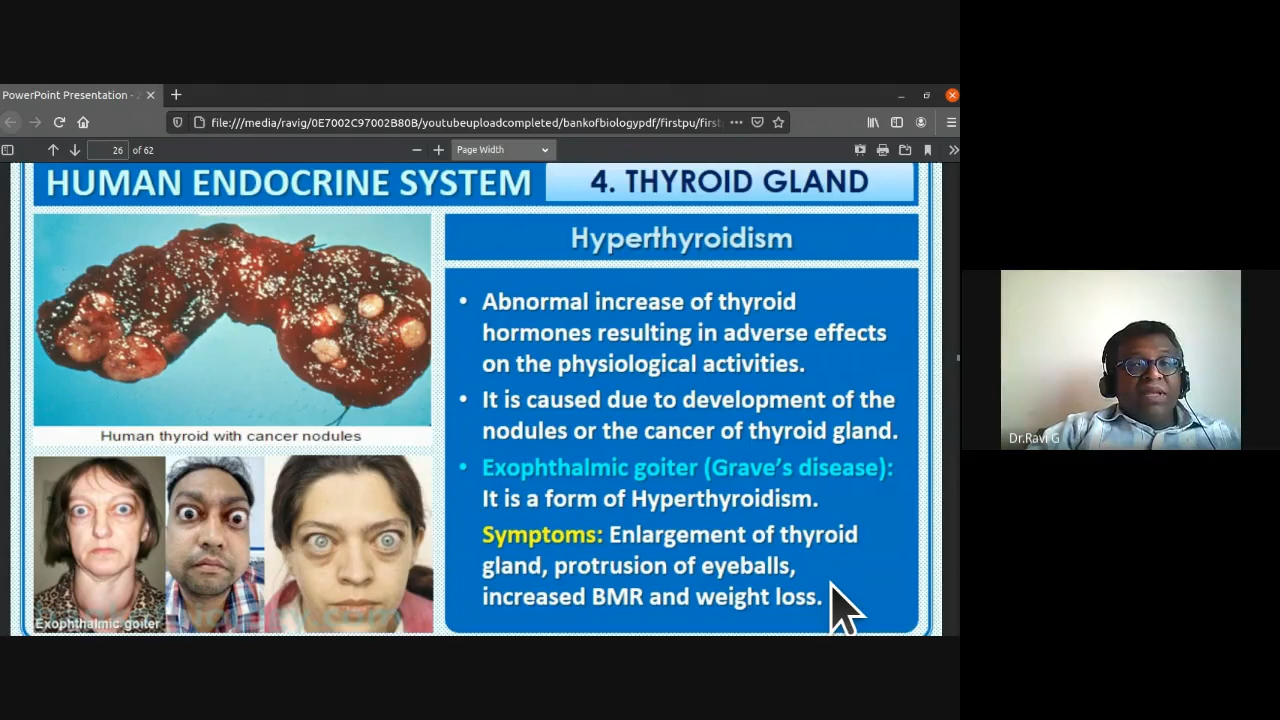 PowerPoint Presentation -
file:///media/ravig/0E7002C97002B80B/youtubeuploadcompleted/bankofbiologypdf/firstpu/first
26 of 62
Page Width
HUMAN ENDOCRINE SYSTEM
4. THYROID GLAND
Human thyroid with cancer nodules
Exophthalmic goiter
Hyperthyroidism
• Abnormal increase of thyroid
hormones resulting in adverse effects
on the physiological activities.
• It is caused due to development of the
nodules or the cancer of thyroid gland.
• Exophthalmic goiter (Grave's disease):
It is a form of Hyperthyroidism.
Symptoms: Enlargement of thyroid
gland, protrusion of eyeballs,
increased BMR and weight loss.
Dr.Ravi G